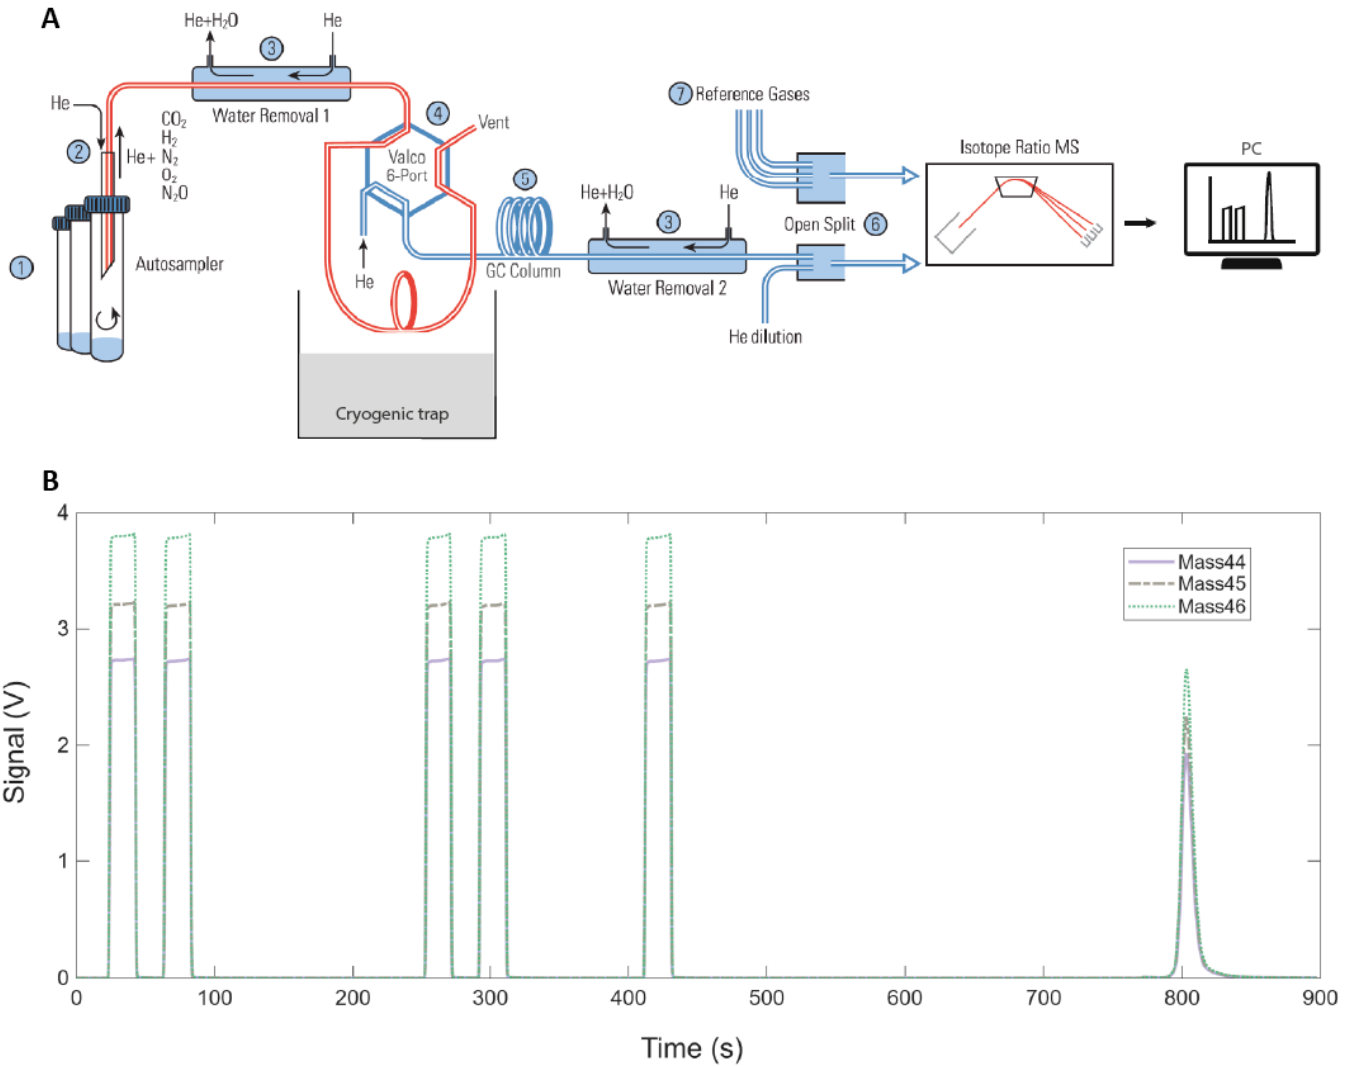 A
He+H₂O
He
3
Water Removal 1
He
2
He+
CO₂
H₂
N₂
O₂
N₂O
1
Autosampler
4
Valco
6-Port
Vent
He
5
GC Column
Cryogenic trap
He+H₂O
He
3
Water Removal 2
7 Reference Gases
Open Split 6
He dilution
Isotope Ratio MS
PC
B
4
3
2
1
0
Signal (V)
Mass44
Mass45
Mass46
0 100 200 300 400 500 600 700 800 900
Time (s)